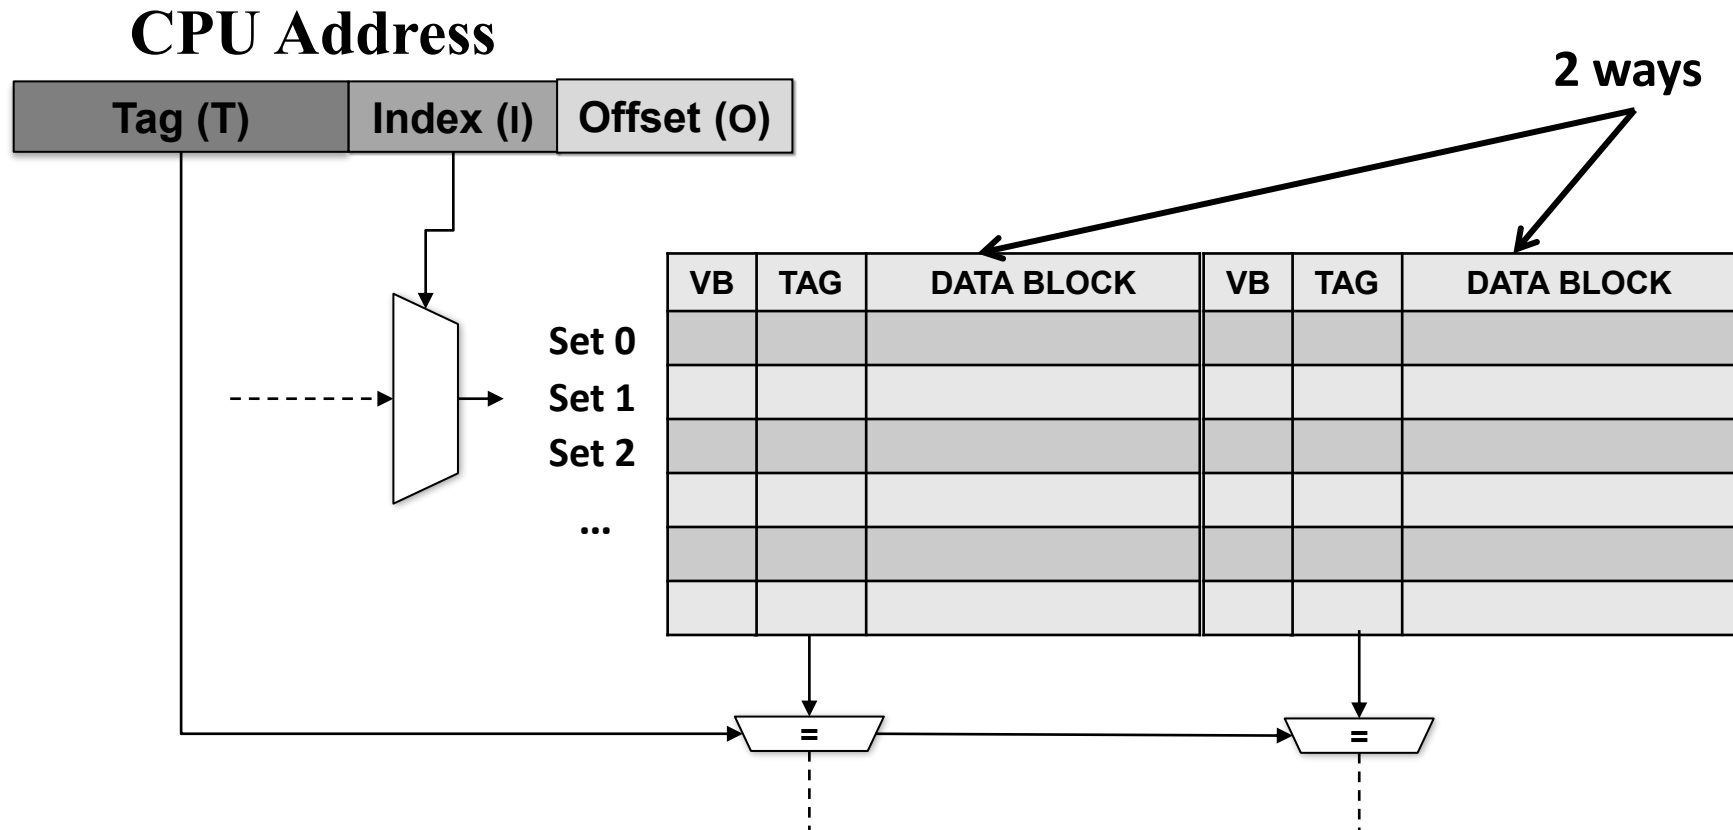 CPU Address
2 ways
Tag (T) Index (I) Offset (O)
VB TAG DATA BLOCK VB TAG DATA BLOCK
Set 0
Set 1
Set 2
...
= =